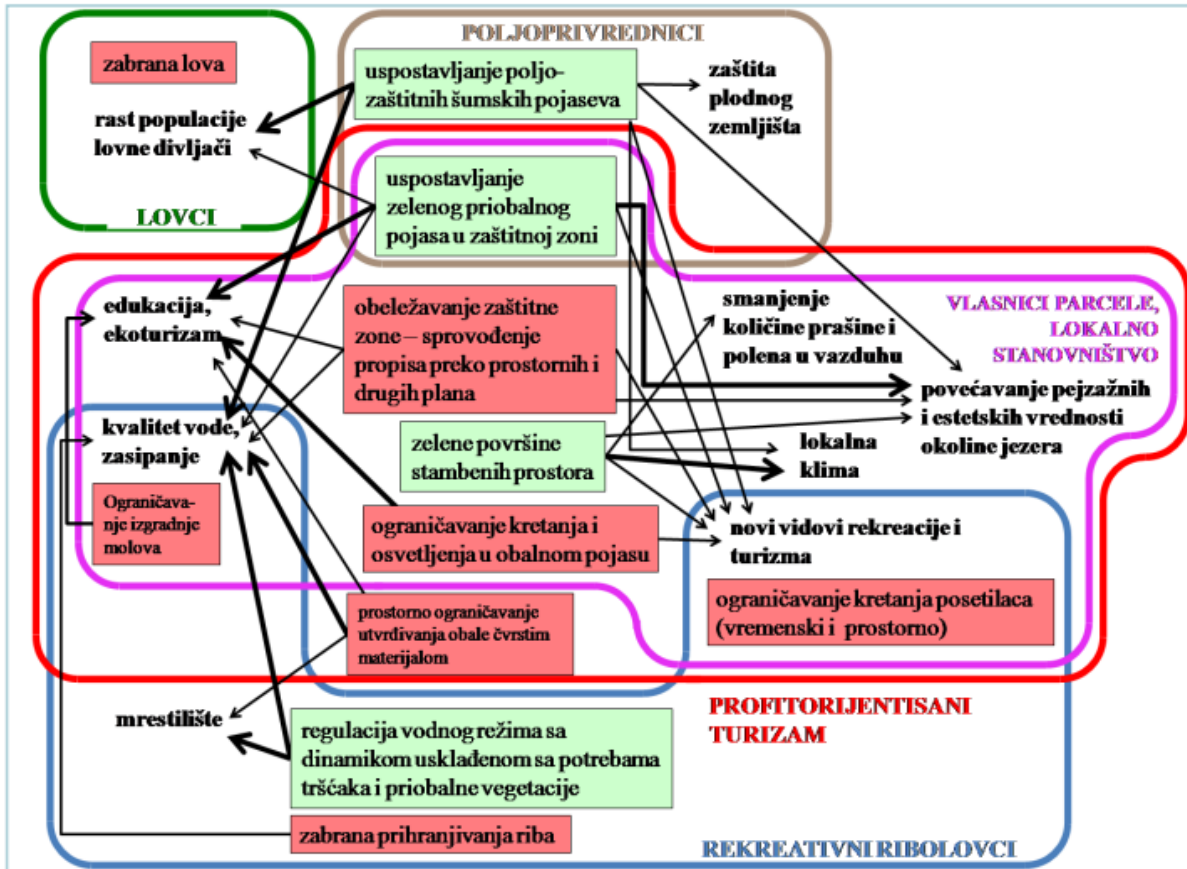 POLJOPRIVREDNICI
zabrana lova
rast populacije
lovne divljači
LOVCI
uspostavljanje poljo-
zaštitnih šumskih pojaseva
zaštita
plodnog
zemljišta
uspostavljanje
zelenog priobalnog
pojasa u zaštitnoj zoni
edukacija,
ekoturizam
obeležavanje zaštitne
zone – sprovođenje
propisa preko prostornih i
drugih plana
smanjenje
količine prašine i
polena u vazduhu
VLASNICI PARCELE,
LOKALNO
STANOVNIŠTVO
povećavanje pejzažnih
i estetskih vrednosti
okoline jezera
kvalitet vode,
zasipanje
zelene površine
stambenih prostora
lokalna
klima
Ograničava-
nje izgradnje
molova
ograničavanje kretanja i
osvetljenja u obalnom pojasu
novi vidovi rekreacije i
turizma
prostorno ograničavanje
utvrđivanja obale čvrstim
materijalom
ograničavanje kretanja posetilaca
(vremenski i prostorno)
mrestilište
PROFITORIJENTISANI
TURIZAM
regulacija vodnog režima sa
dinamikom usklađenom sa potrebama
tršćaka i priobalne vegetacije
zabrana prihranjivanja riba
REKREATIVNI RIBOLOVCI